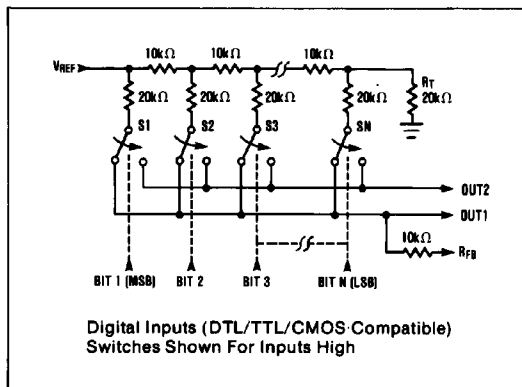 10kΩ 10kΩ 10kΩ
VREF
RT
20kΩ 20kΩ 20kΩ 20kΩ 20kΩ
S1 S2 S3 SN
OUT2
OUT1
10kΩ
RFB
BIT 1 (MSB) BIT 2 BIT 3 BIT N (LSB)
Digital Inputs (DTL/TTL/CMOS Compatible)
Switches Shown For Inputs High